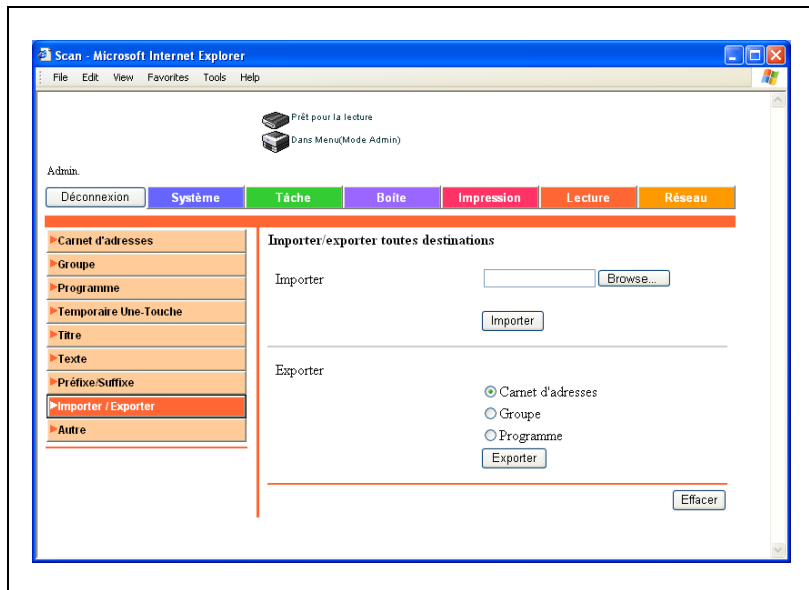 Scan - Microsoft Internet Explorer
File Edit View Favorites Tools Help
Prêt pour la lecture
Dans Menu(Mode Admin)
Admin.
Déconnexion Système Tâche Boîte Impression Lecture Réseau
Carnet d'adresses
Groupe
Programme
Temporaire Une-Touche
Titre
Texte
Préfixe/Suffixe
Importer / Exporter
Autre
Importer/exporter toutes destinations
Importer Browse...
Importer
Exporter
Carnet d'adresses
Groupe
Programme
Exporter
Effacer